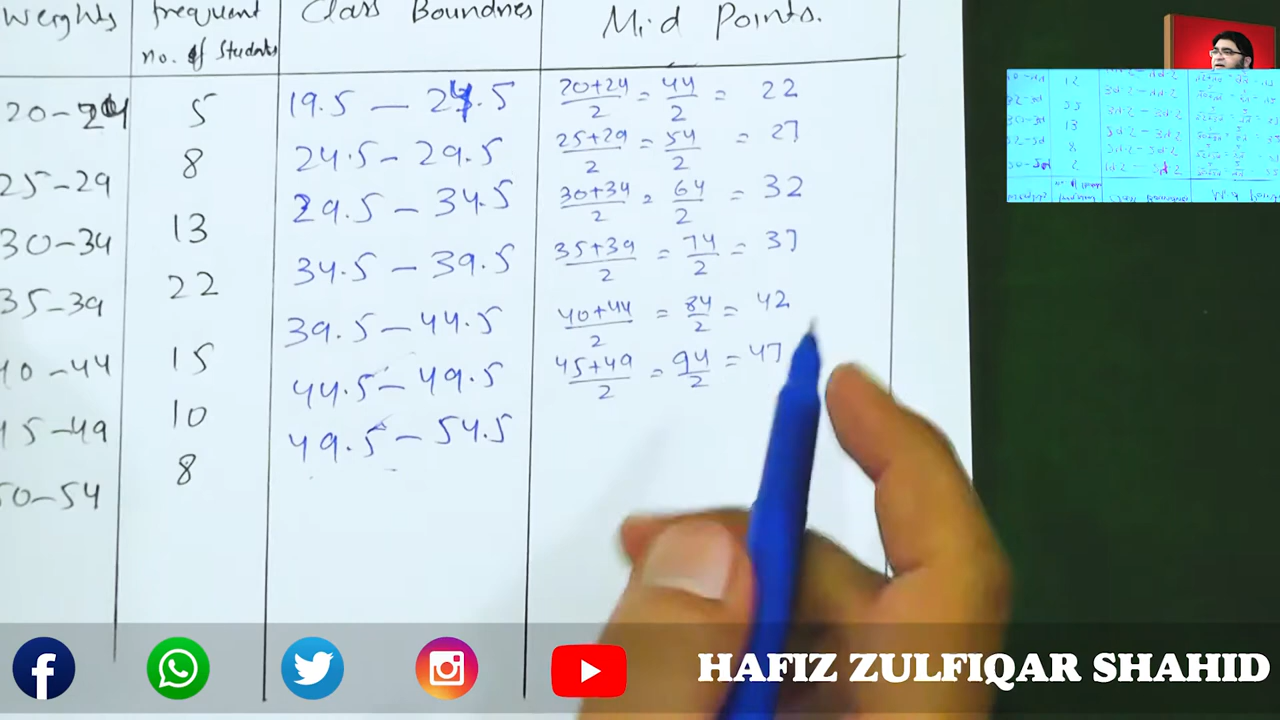 Weights frequent Class Boundries Mid Points.
no. of Students
20-24 5 19.5 — 24.5 20+24/2 = 44/2 = 22
25-29 8 24.5 - 29.5 25+29/2 = 54/2 = 27
30-34 13 29.5 - 34.5 30+34/2 = 64/2 = 32
35-39 22 34.5 - 39.5 35+39/2 = 74/2 = 37
40-44 15 39.5 - 44.5 40+44/2 = 84/2 = 42
45-49 10 44.5 - 49.5 45+49/2 = 94/2 = 47
50-54 8 49.5 - 54.5
HAFIZ ZULFIQAR SHAHID